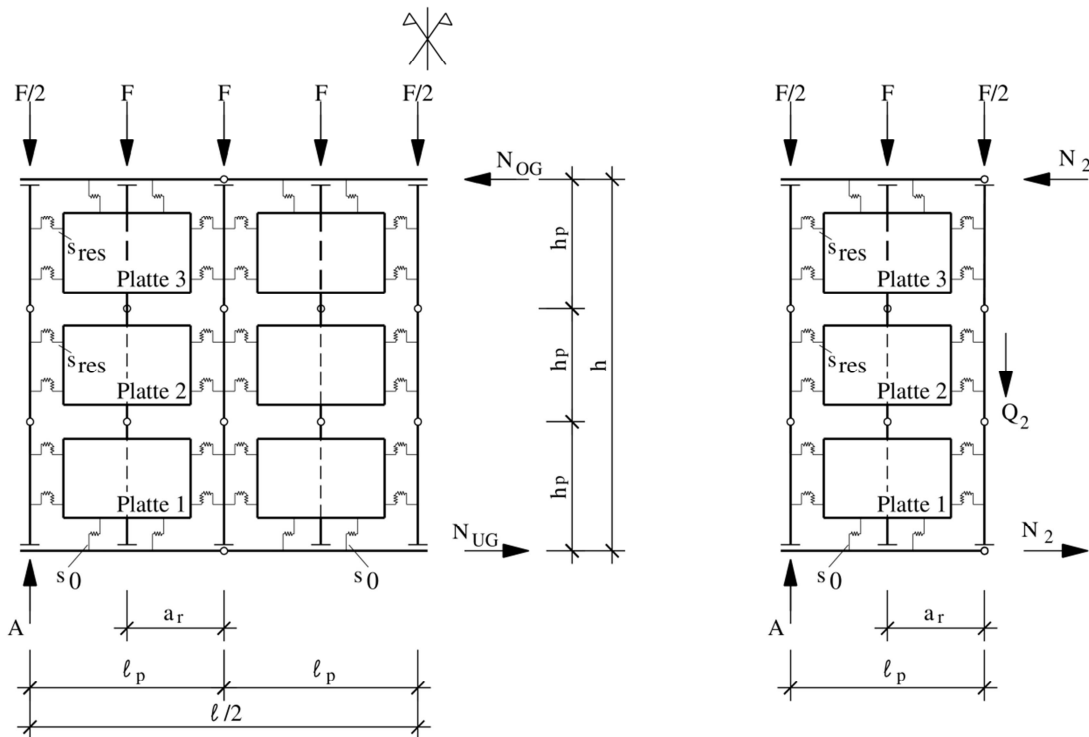 F/2 F F F F/2
N_OG
s_res
Platte 3
s_res
Platte 2
Platte 1
s_0 s_0
N_UG
A
h_p
h_p
h_p
h
a_r
ℓ_p ℓ_p
ℓ/2
F/2 F F/2
N_2
s_res
Platte 3
s_res
Platte 2
Q_2
Platte 1
s_0
N_2
A
a_r
ℓ_p